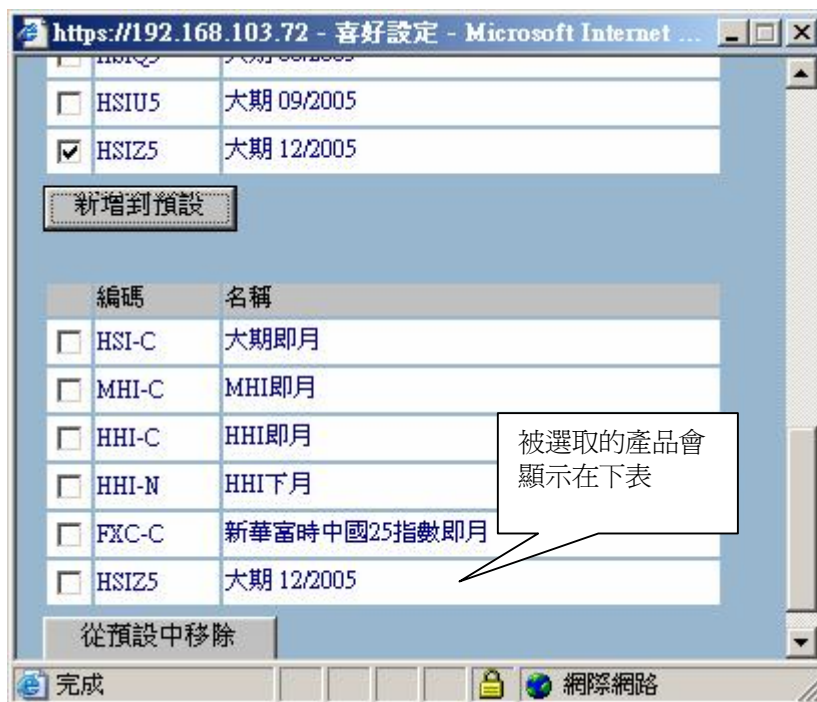 https://192.168.103.72 - 喜好設定 - Microsoft Internet ...
HSIU5 大期 09/2005
HSIZ5 大期 12/2005
新增到預設
編碼 名稱
HSI-C 大期即月
MHI-C MHI即月
HHI-C HHI即月
HHI-N HHI下月
FXC-C 新華富時中國25指數即月
HSIZ5 大期 12/2005
被選取的產品會
顯示在下表
從預設中移除
完成 網際網路